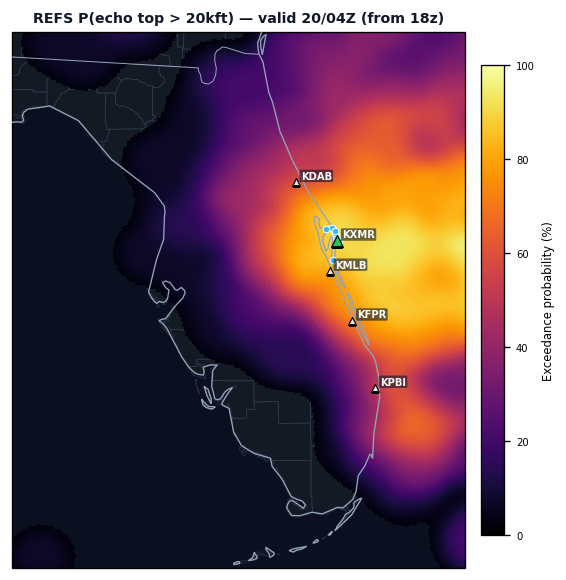 REFS P(echo top > 20kft) — valid 20/04Z (from 18z)
KDAB
KXMR
KMLB
KFPR
KPBI
100
80
60
40
20
0
Exceedance probability (%)